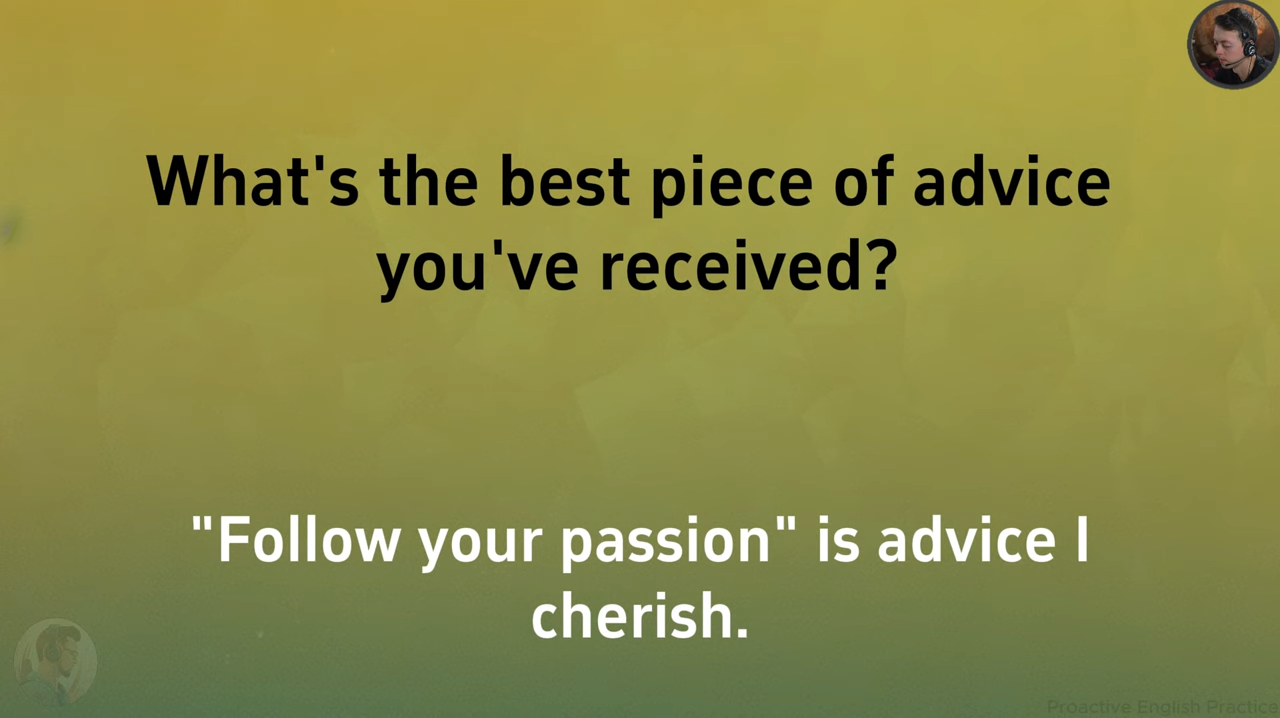 What's the best piece of advice
you've received?
"Follow your passion" is advice I
cherish.
Proactive English Practice